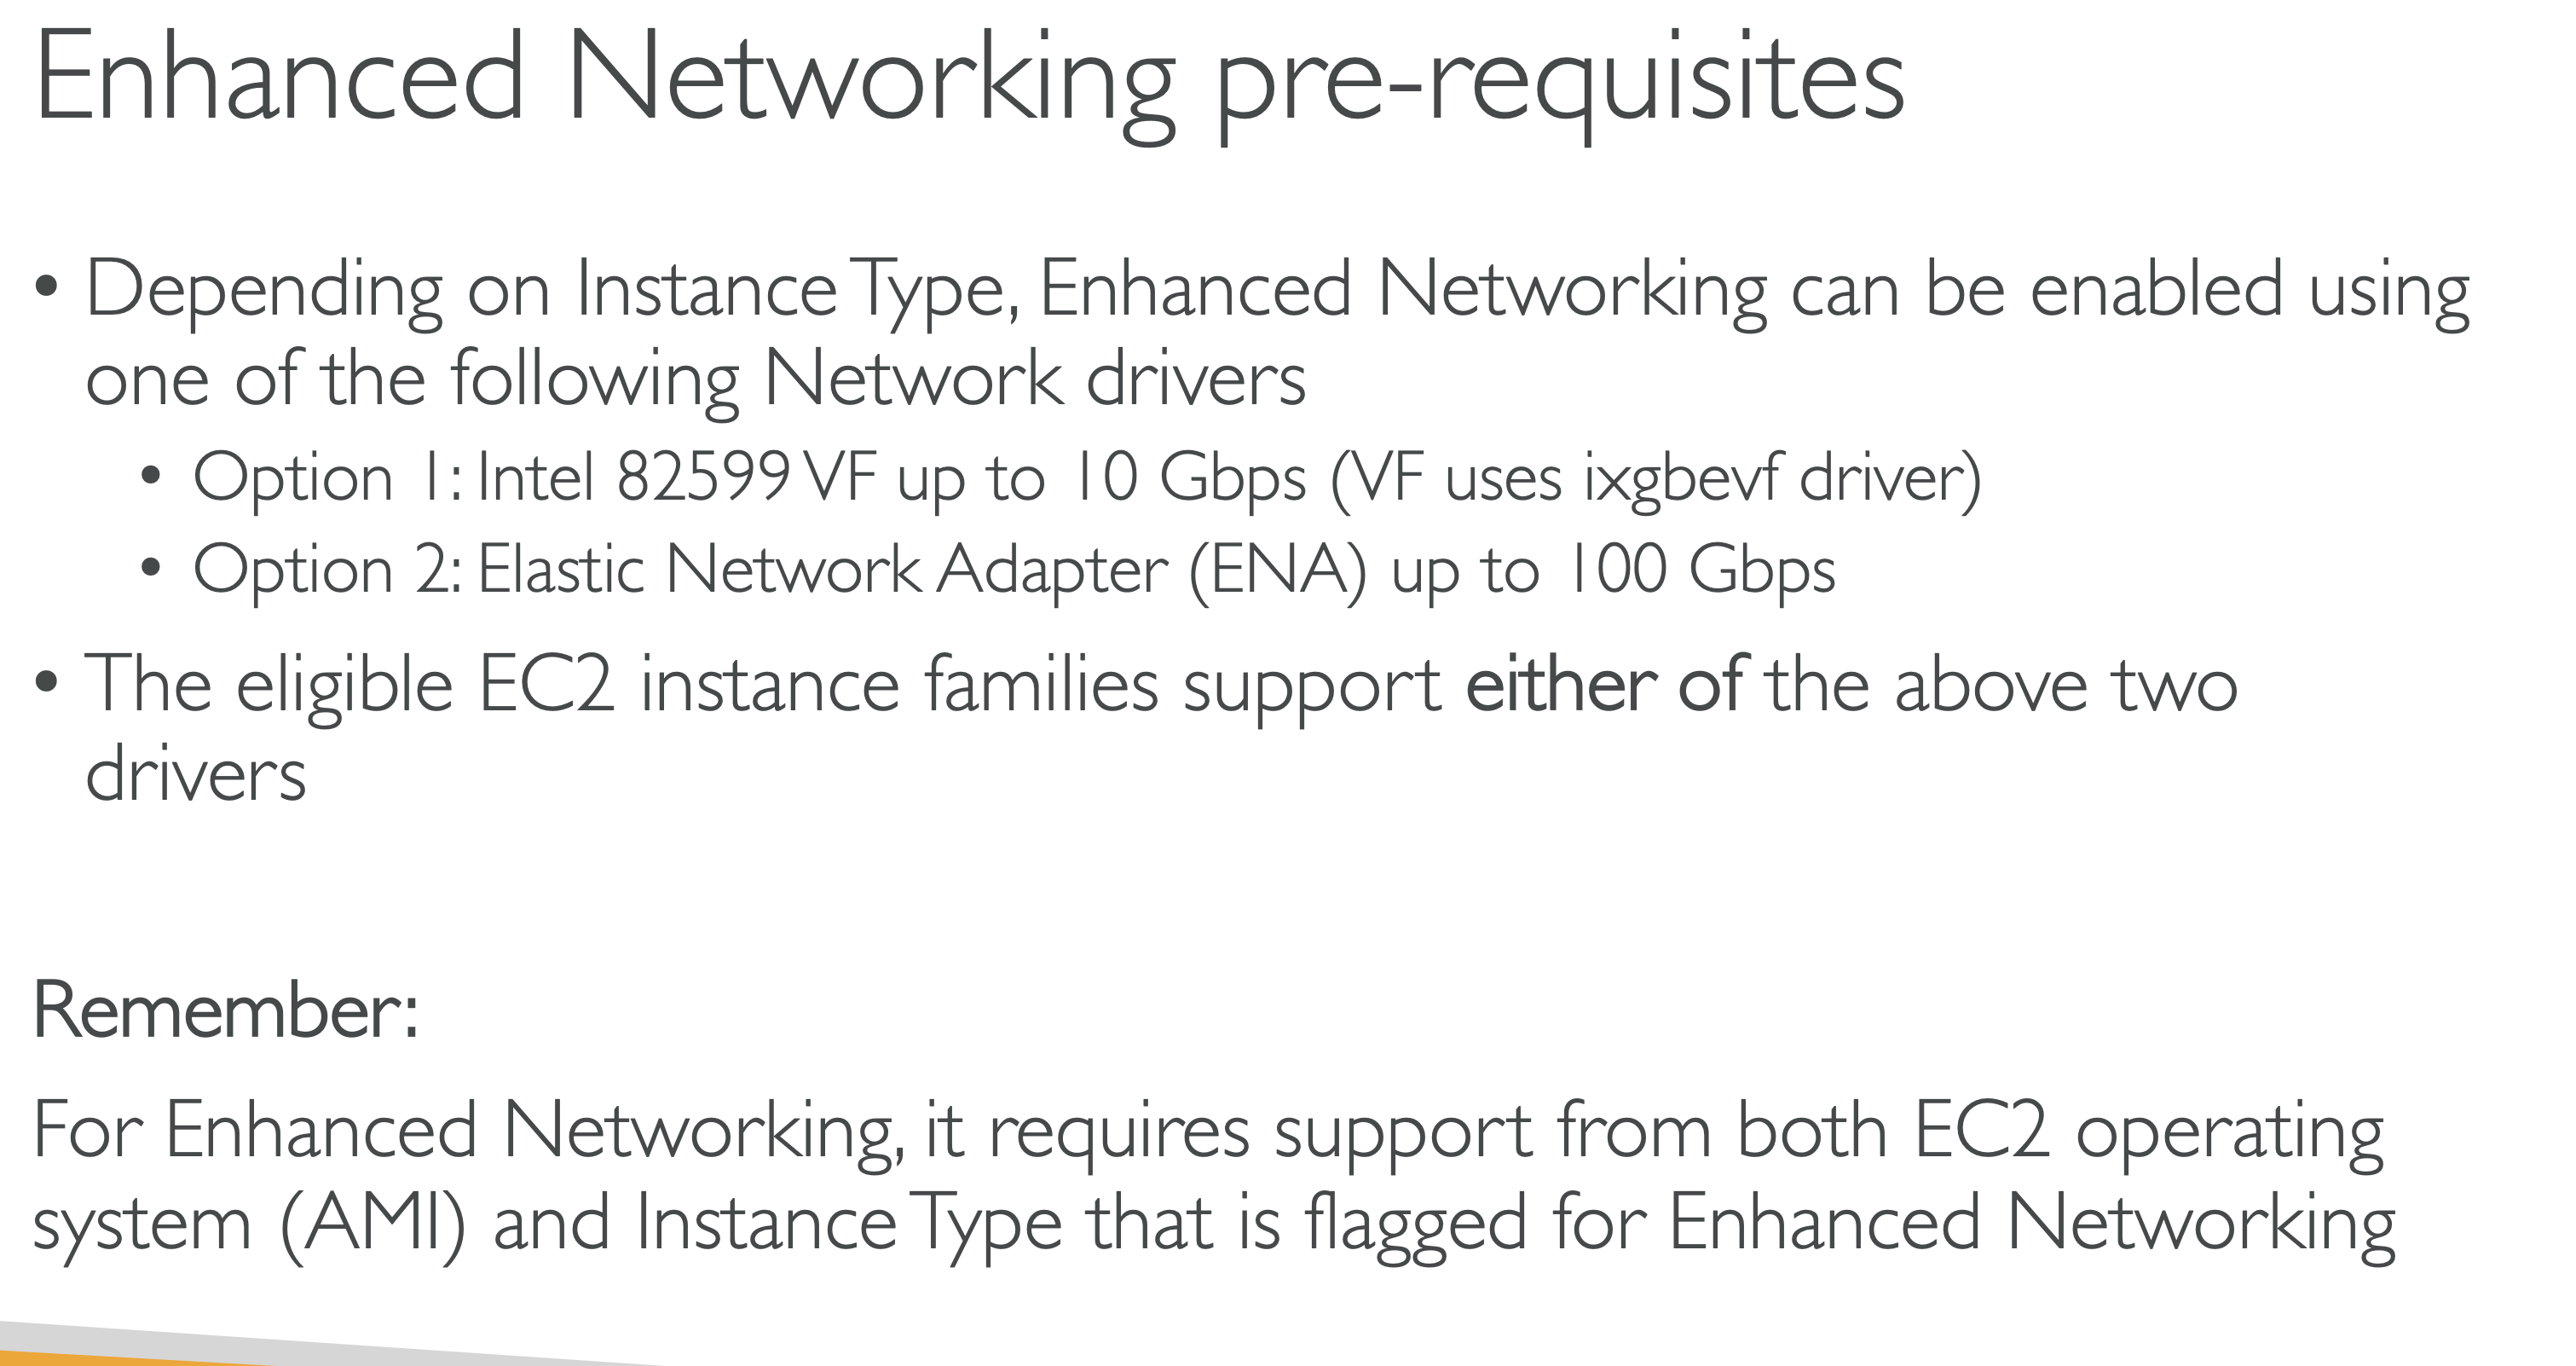 Enhanced Networking pre-requisites
• Depending on Instance Type, Enhanced Networking can be enabled using
one of the following Network drivers
• Option 1: Intel 82599 VF up to 10 Gbps (VF uses ixgbevf driver)
• Option 2: Elastic Network Adapter (ENA) up to 100 Gbps
• The eligible EC2 instance families support either of the above two
drivers
Remember:
For Enhanced Networking, it requires support from both EC2 operating
system (AMI) and Instance Type that is flagged for Enhanced Networking